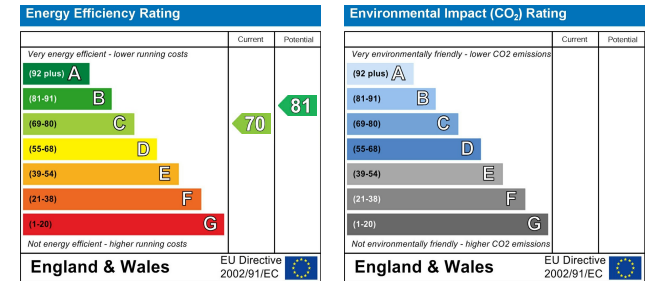 Energy Efficiency Rating
Current Potential
Very energy efficient - lower running costs
(92 plus) A
(81-91) B
81
(69-80) C
70
(55-68) D
(39-54) E
(21-38) F
(1-20) G
Not energy efficient - higher running costs
England & Wales
EU Directive
2002/91/EC
Environmental Impact (CO₂) Rating
Current Potential
Very environmentally friendly - lower CO2 emissions
(92 plus) A
(81-91) B
(69-80) C
(55-68) D
(39-54) E
(21-38) F
(1-20) G
Not environmentally friendly - higher CO2 emissions
England & Wales
EU Directive
2002/91/EC